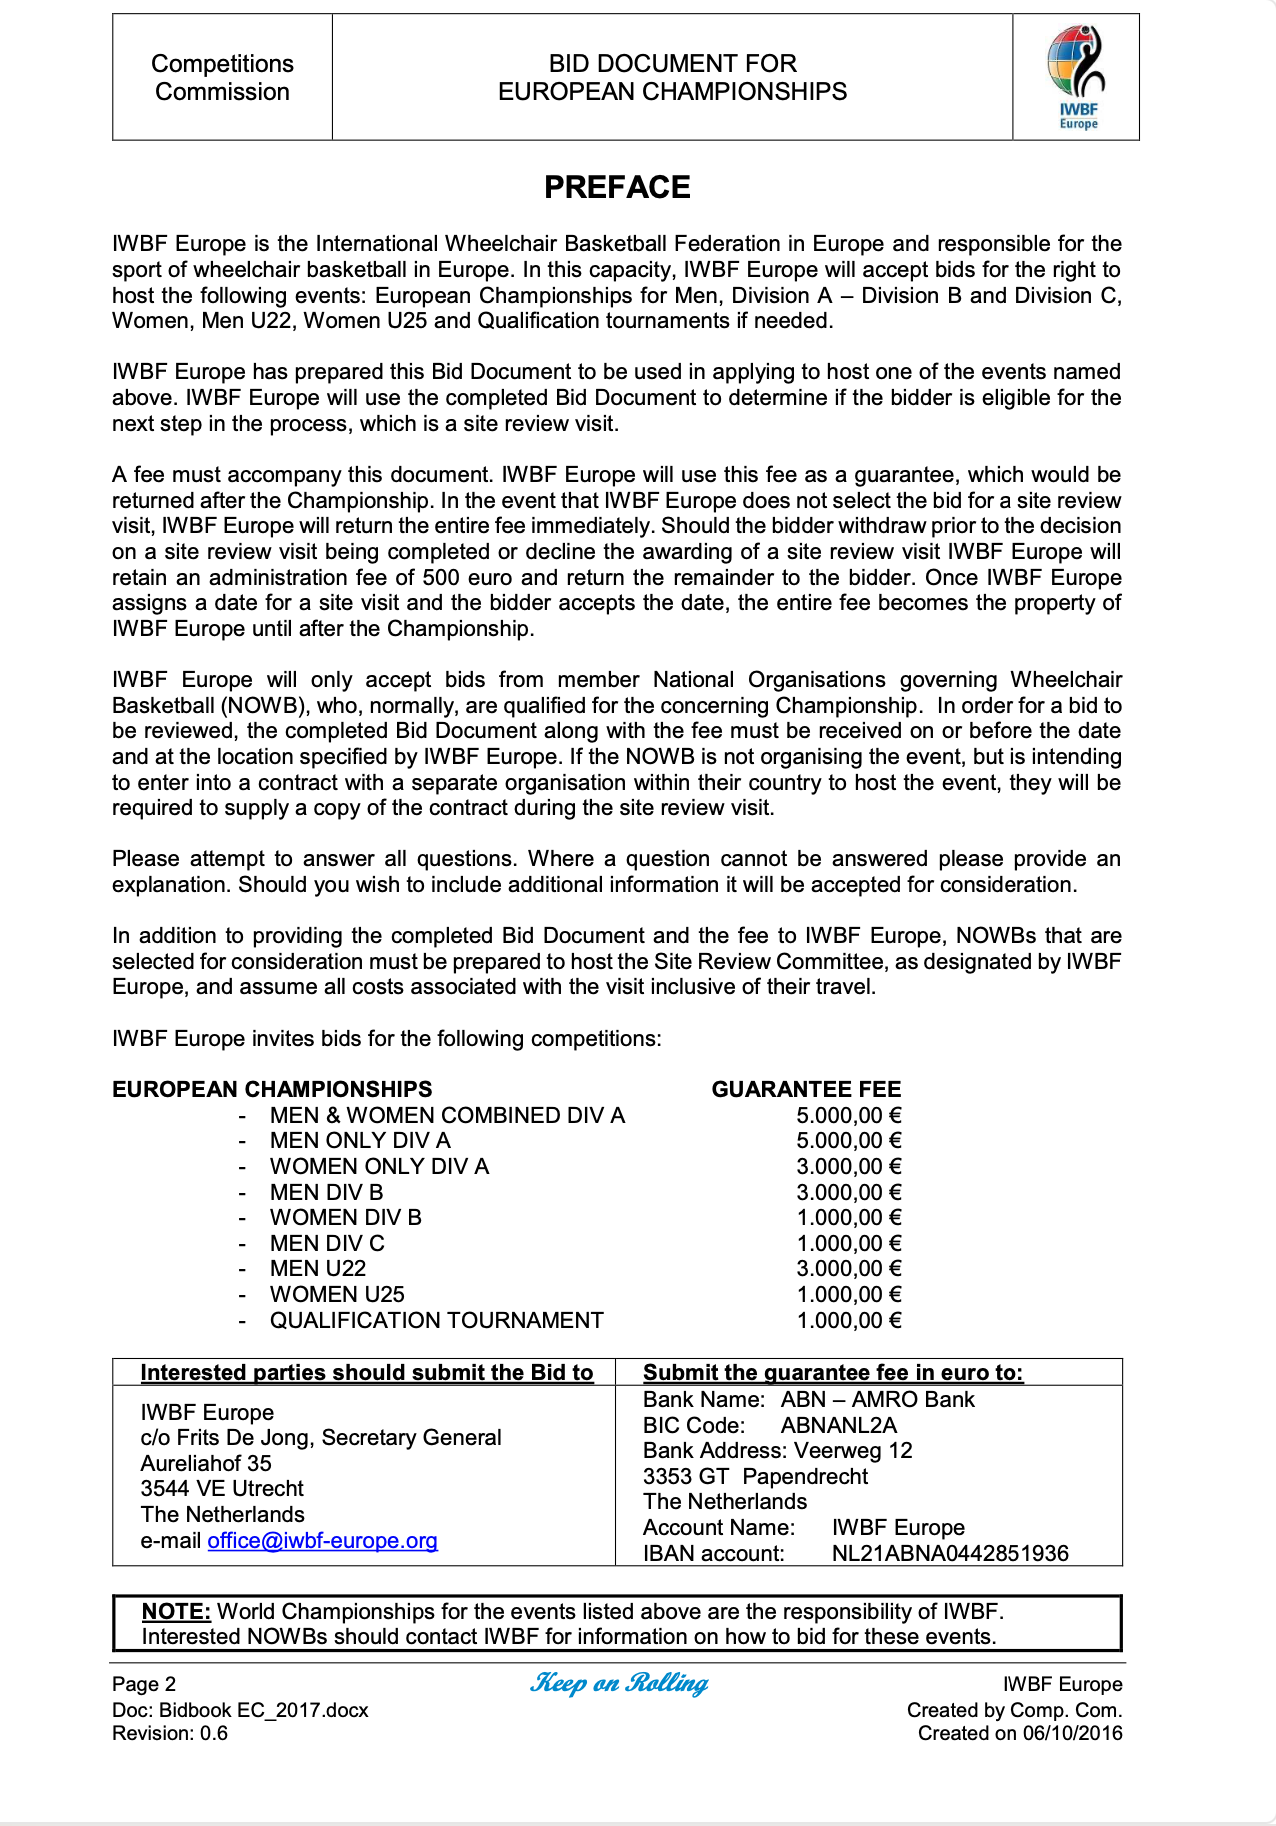 Competitions
Commission
BID DOCUMENT FOR
EUROPEAN CHAMPIONSHIPS
IWBF
Europe
PREFACE
IWBF Europe is the International Wheelchair Basketball Federation in Europe and responsible for the
sport of wheelchair basketball in Europe. In this capacity, IWBF Europe will accept bids for the right to
host the following events: European Championships for Men, Division A – Division B and Division C,
Women, Men U22, Women U25 and Qualification tournaments if needed.
IWBF Europe has prepared this Bid Document to be used in applying to host one of the events named
above. IWBF Europe will use the completed Bid Document to determine if the bidder is eligible for the
next step in the process, which is a site review visit.
A fee must accompany this document. IWBF Europe will use this fee as a guarantee, which would be
returned after the Championship. In the event that IWBF Europe does not select the bid for a site review
visit, IWBF Europe will return the entire fee immediately. Should the bidder withdraw prior to the decision
on a site review visit being completed or decline the awarding of a site review visit IWBF Europe will
retain an administration fee of 500 euro and return the remainder to the bidder. Once IWBF Europe
assigns a date for a site visit and the bidder accepts the date, the entire fee becomes the property of
IWBF Europe until after the Championship.
IWBF Europe will only accept bids from member National Organisations governing Wheelchair
Basketball (NOWB), who, normally, are qualified for the concerning Championship.  In order for a bid to
be reviewed, the completed Bid Document along with the fee must be received on or before the date
and at the location specified by IWBF Europe. If the NOWB is not organising the event, but is intending
to enter into a contract with a separate organisation within their country to host the event, they will be
required to supply a copy of the contract during the site review visit.
Please attempt to answer all questions. Where a question cannot be answered please provide an
explanation. Should you wish to include additional information it will be accepted for consideration.
In addition to providing the completed Bid Document and the fee to IWBF Europe, NOWBs that are
selected for consideration must be prepared to host the Site Review Committee, as designated by IWBF
Europe, and assume all costs associated with the visit inclusive of their travel.
IWBF Europe invites bids for the following competitions:
EUROPEAN CHAMPIONSHIPS GUARANTEE FEE
- MEN & WOMEN COMBINED DIV A 5.000,00 €
- MEN ONLY DIV A 5.000,00 €
- WOMEN ONLY DIV A 3.000,00 €
- MEN DIV B 3.000,00 €
- WOMEN DIV B 1.000,00 €
- MEN DIV C 1.000,00 €
- MEN U22 3.000,00 €
- WOMEN U25 1.000,00 €
- QUALIFICATION TOURNAMENT 1.000,00 €
Interested parties should submit the Bid to
IWBF Europe
c/o Frits De Jong, Secretary General
Aureliahof 35
3544 VE Utrecht
The Netherlands
e-mail office@iwbf-europe.org
Submit the guarantee fee in euro to:
Bank Name: ABN – AMRO Bank
BIC Code: ABNANL2A
Bank Address: Veerweg 12
3353 GT  Papendrecht
The Netherlands
Account Name: IWBF Europe
IBAN account: NL21ABNA0442851936
NOTE: World Championships for the events listed above are the responsibility of IWBF.
Interested NOWBs should contact IWBF for information on how to bid for these events.
Page 2 Keep on Rolling IWBF Europe
Doc: Bidbook EC_2017.docx Created by Comp. Com.
Revision: 0.6 Created on 06/10/2016